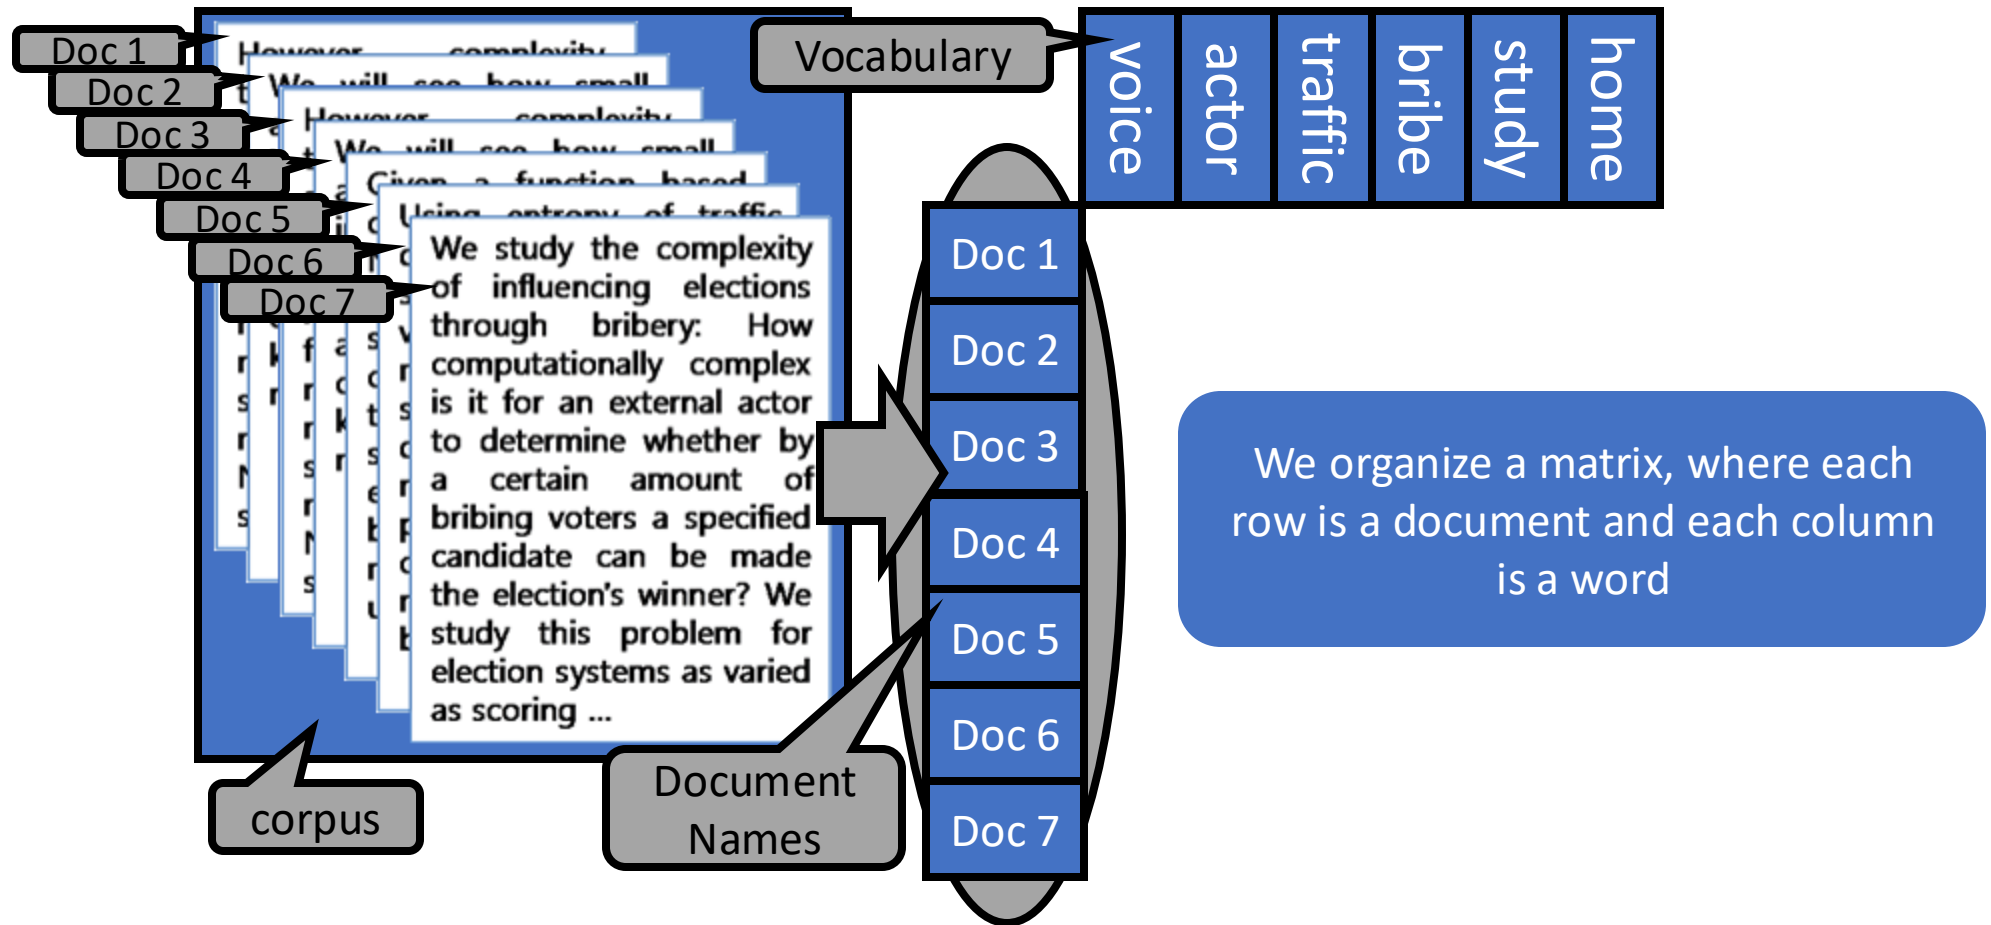 Doc 1
Doc 2
Doc 3
Doc 4
Doc 5
Doc 6
Doc 7
However complexity
We will see how small
However complexity
We will see how small
Given a function based
Using entropy of traffic
We study the complexity
of influencing elections
through bribery: How
computationally complex
is it for an external actor
to determine whether by
a certain amount of
bribing voters a specified
candidate can be made
the election's winner? We
study this problem for
election systems as varied
as scoring ...
corpus
Vocabulary
voice
actor
traffic
bribe
study
home
Doc 1
Doc 2
Doc 3
Doc 4
Doc 5
Doc 6
Doc 7
Document
Names
We organize a matrix, where each
row is a document and each column
is a word